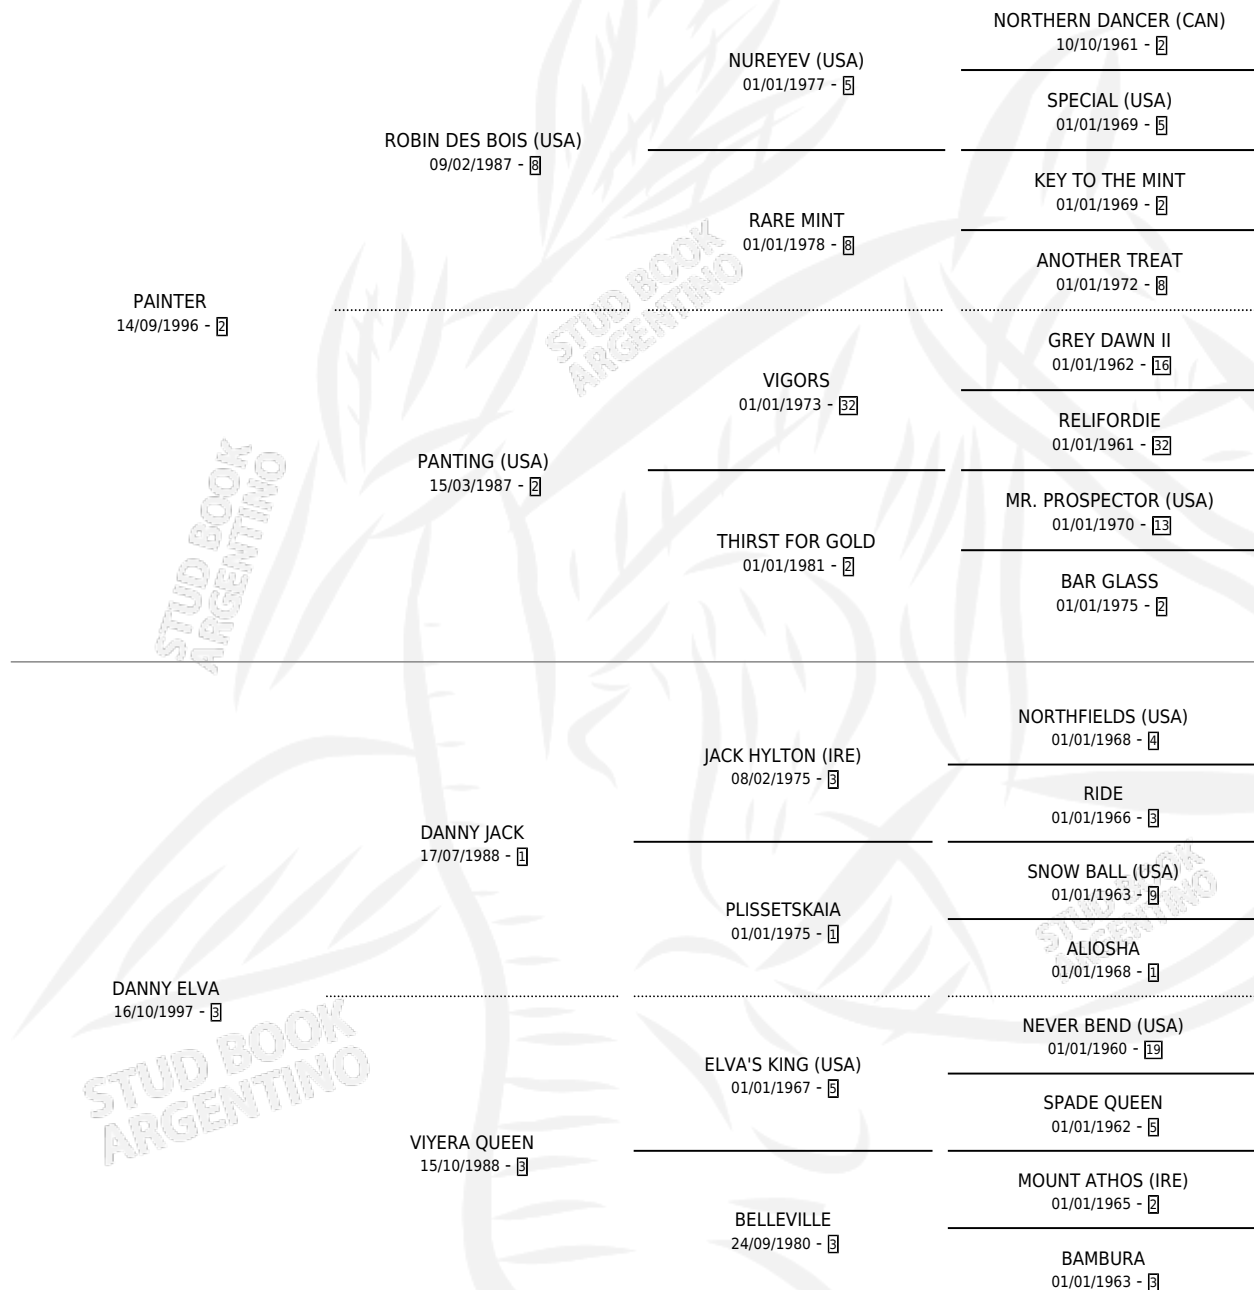 NORTHERN DANCER (CAN)
10/10/1961 - 2
NUREYEV (USA)
01/01/1977 - 5
SPECIAL (USA)
01/01/1969 - 5
ROBIN DES BOIS (USA)
09/02/1987 - 8
KEY TO THE MINT
01/01/1969 - 2
RARE MINT
01/01/1978 - 8
ANOTHER TREAT
01/01/1972 - 8
PAINTER
14/09/1996 - 2
GREY DAWN II
01/01/1962 - 16
VIGORS
01/01/1973 - 32
RELIFORDIE
01/01/1961 - 32
PANTING (USA)
15/03/1987 - 2
MR. PROSPECTOR (USA)
01/01/1970 - 13
THIRST FOR GOLD
01/01/1981 - 2
BAR GLASS
01/01/1975 - 2
STUD BOOK
ARGENTINO
STUD BOOK
ARGENTINO
NORTHFIELDS (USA)
01/01/1968 - 4
JACK HYLTON (IRE)
08/02/1975 - 3
RIDE
01/01/1966 - 3
DANNY JACK
17/07/1988 - 1
SNOW BALL (USA)
01/01/1963 - 9
PLISSETSKAIA
01/01/1975 - 1
ALIOSHA
01/01/1968 - 1
DANNY ELVA
16/10/1997 - 3
NEVER BEND (USA)
01/01/1960 - 19
ELVA'S KING (USA)
01/01/1967 - 5
SPADE QUEEN
01/01/1962 - 5
VIYERA QUEEN
15/10/1988 - 3
MOUNT ATHOS (IRE)
01/01/1965 - 2
BELLEVILLE
24/09/1980 - 3
BAMBURA
01/01/1963 - 3
STUD BOOK
ARGENTINO
STUD BOOK
ARGENTINO